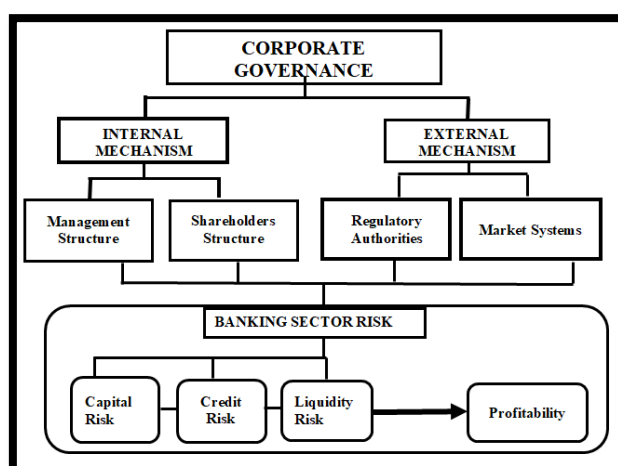 CORPORATE
GOVERNANCE
INTERNAL
MECHANISM
EXTERNAL
MECHANISM
Management
Structure
Shareholders
Structure
Regulatory
Authorities
Market Systems
BANKING SECTOR RISK
Capital
Risk
Credit
Risk
Liquidity
Risk
Profitability